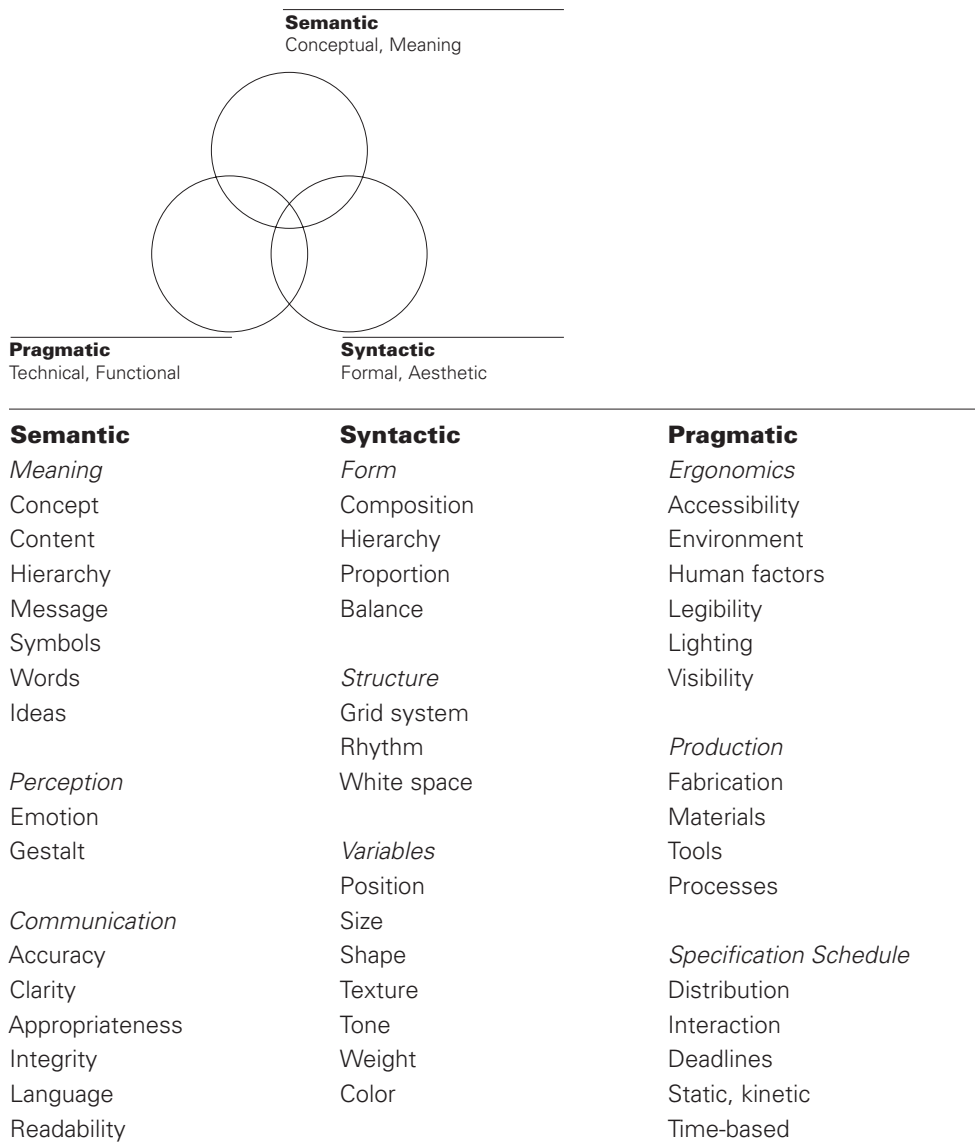 Semantic
Conceptual, Meaning
Pragmatic
Technical, Functional
Syntactic
Formal, Aesthetic
Semantic
Meaning
Concept
Content
Hierarchy
Message
Symbols
Words
Ideas
Perception
Emotion
Gestalt
Communication
Accuracy
Clarity
Appropriateness
Integrity
Language
Readability
Syntactic
Form
Composition
Hierarchy
Proportion
Balance
Structure
Grid system
Rhythm
White space
Variables
Position
Size
Shape
Texture
Tone
Weight
Color
Pragmatic
Ergonomics
Accessibility
Environment
Human factors
Legibility
Lighting
Visibility
Production
Fabrication
Materials
Tools
Processes
Specification Schedule
Distribution
Interaction
Deadlines
Static, kinetic
Time-based